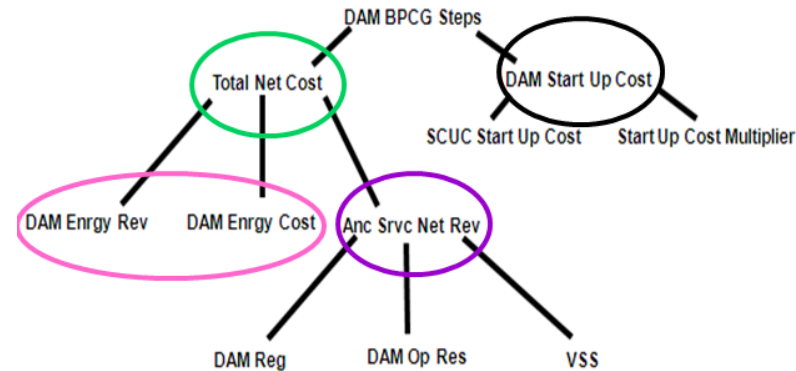 DAM BPCG Steps
Total Net Cost
DAM Start Up Cost
SCUC Start Up Cost
Start Up Cost Multiplier
DAM Enrgy Rev
DAM Enrgy Cost
Anc Srvc Net Rev
DAM Reg
DAM Op Res
VSS